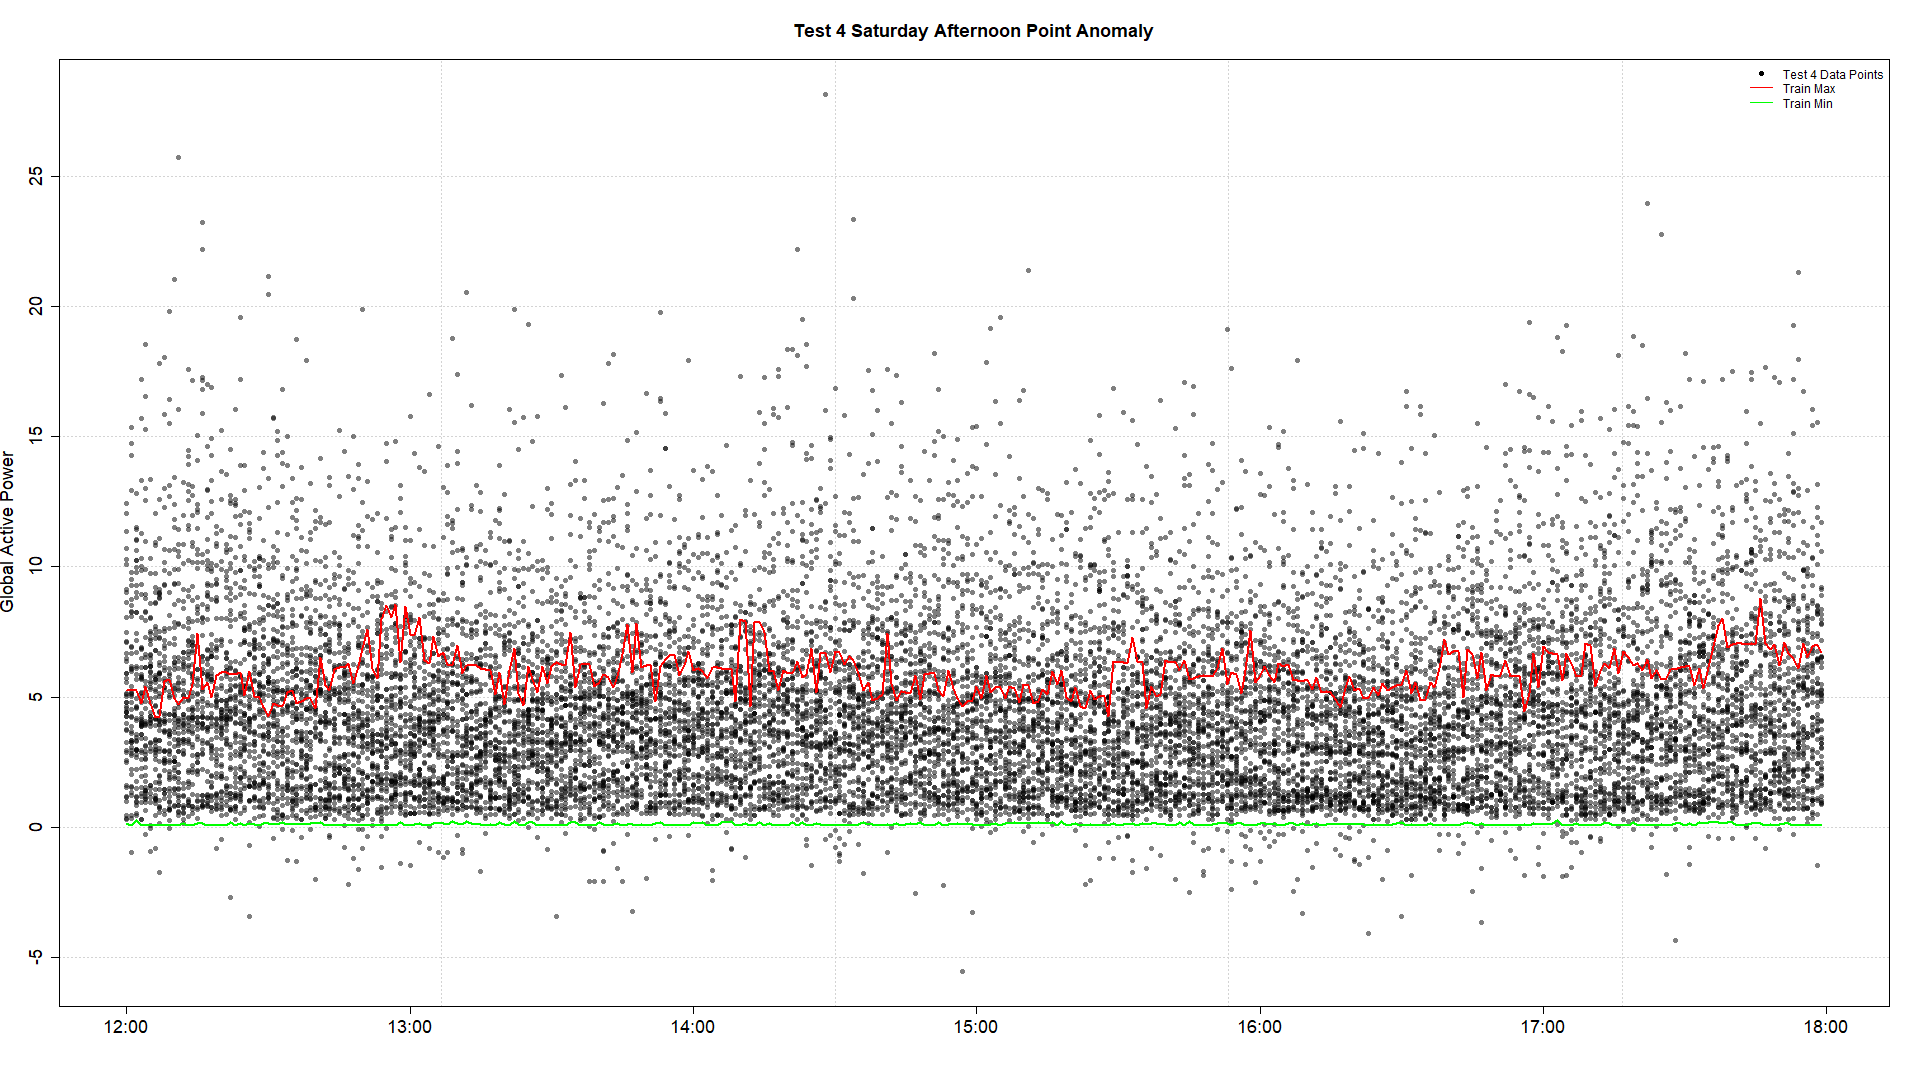 Test 4 Saturday Afternoon Point Anomaly
Test 4 Data Points
Train Max
Train Min
Global Active Power
25
20
15
10
5
0
-5
12:00 13:00 14:00 15:00 16:00 17:00 18:00